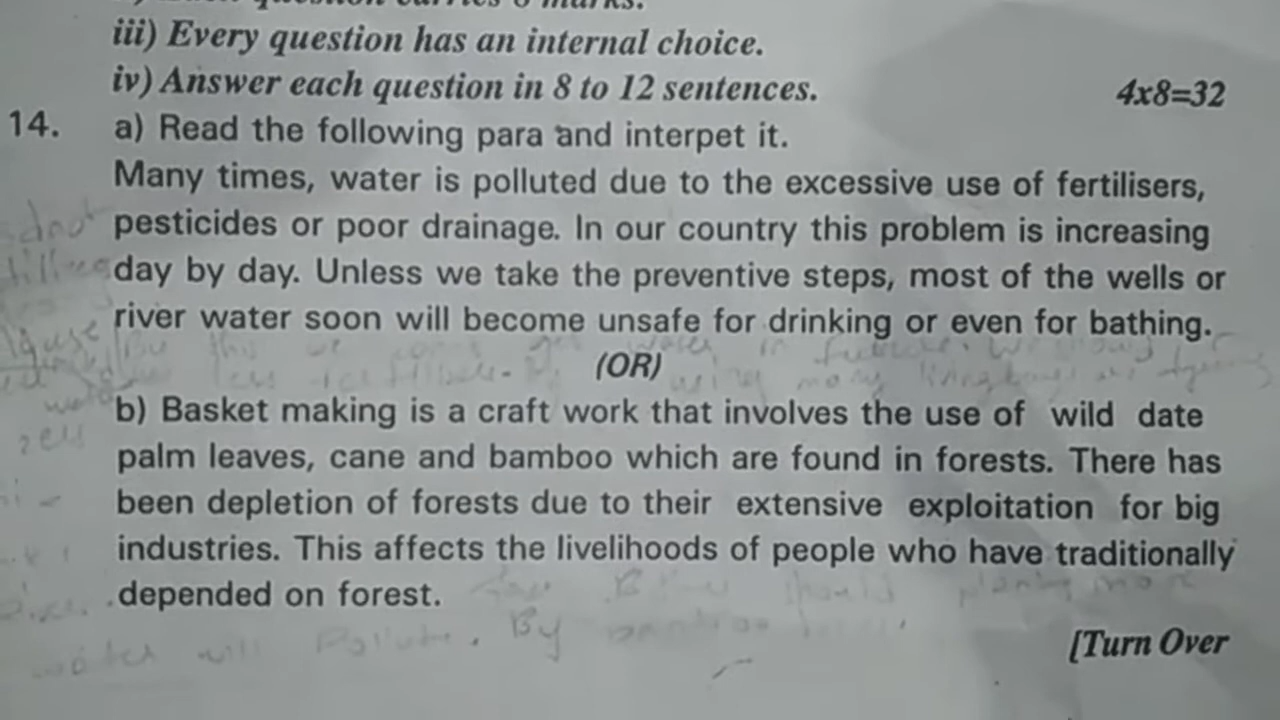 iii) Every question has an internal choice.
iv) Answer each question in 8 to 12 sentences. 4x8=32
14. a) Read the following para and interpet it.
Many times, water is polluted due to the excessive use of fertilisers,
pesticides or poor drainage. In our country this problem is increasing
day by day. Unless we take the preventive steps, most of the wells or
river water soon will become unsafe for drinking or even for bathing.
(OR)
b) Basket making is a craft work that involves the use of wild date
palm leaves, cane and bamboo which are found in forests. There has
been depletion of forests due to their extensive exploitation for big
industries. This affects the livelihoods of people who have traditionally
depended on forest.
water will By
[Turn Over